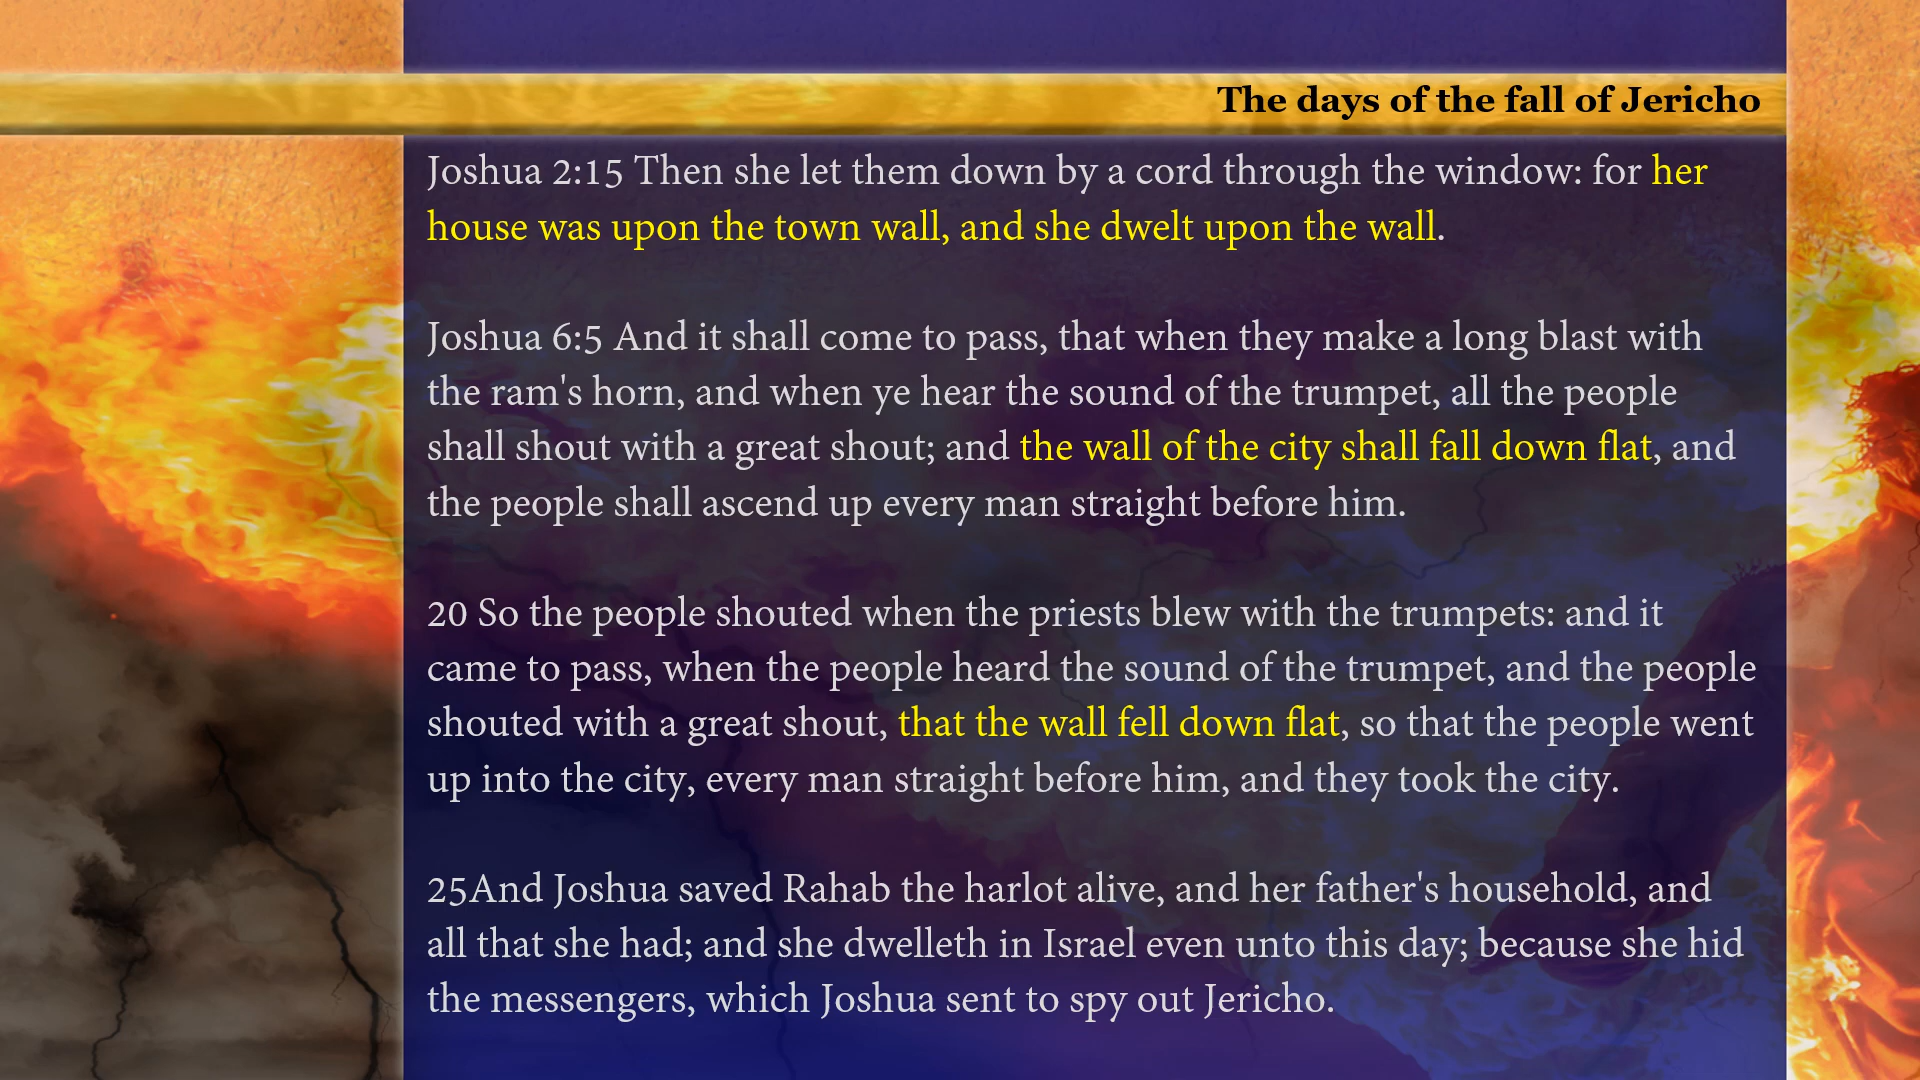 The days of the fall of Jericho
Joshua 2:15 Then she let them down by a cord through the window: for her
house was upon the town wall, and she dwelt upon the wall.
Joshua 6:5 And it shall come to pass, that when they make a long blast with
the ram's horn, and when ye hear the sound of the trumpet, all the people
shall shout with a great shout; and the wall of the city shall fall down flat, and
the people shall ascend up every man straight before him.
20 So the people shouted when the priests blew with the trumpets: and it
came to pass, when the people heard the sound of the trumpet, and the people
shouted with a great shout, that the wall fell down flat, so that the people went
up into the city, every man straight before him, and they took the city.
25And Joshua saved Rahab the harlot alive, and her father's household, and
all that she had; and she dwelleth in Israel even unto this day; because she hid
the messengers, which Joshua sent to spy out Jericho.